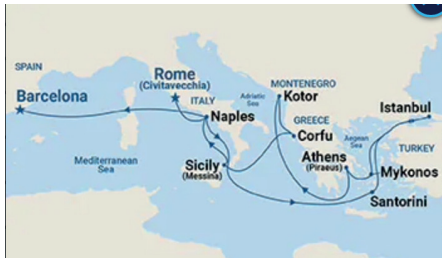 SPAIN
Barcelona
Rome
(Civitavecchia)
ITALY
Naples
Adriatic
Sea
MONTENEGRO
Kotor
GREECE
Corfu
Istanbul
Aegean
Sea
TURKEY
Athens
(Piraeus)
Mykonos
Santorini
Sicily
(Messina)
Mediterranean
Sea